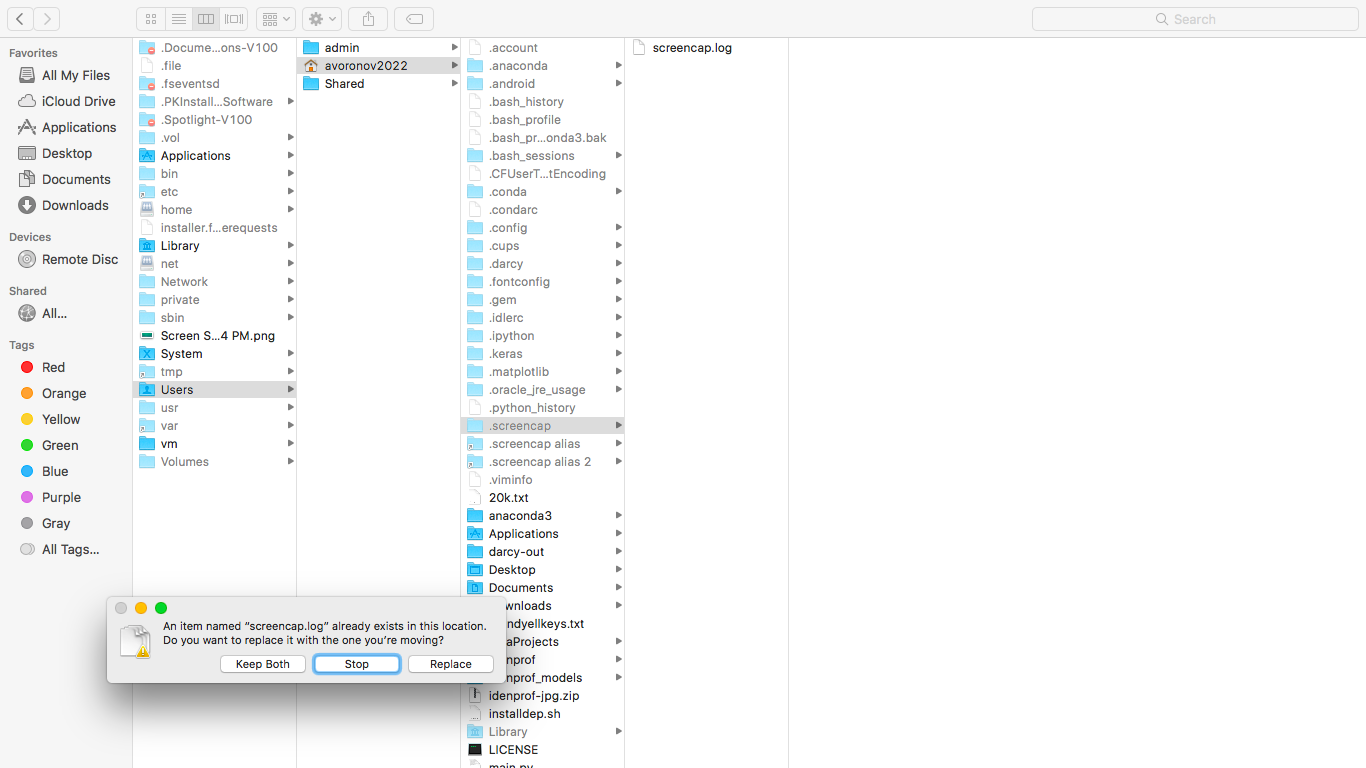 Search
Favorites
All My Files
iCloud Drive
Applications
Desktop
Documents
Downloads
Devices
Remote Disc
Shared
All...
Tags
Red
Orange
Yellow
Green
Blue
Purple
Gray
All Tags...
.Docume...ons-V100
.file
.fseventsd
.PKInstall...Software
.Spotlight-V100
.vol
Applications
bin
etc
home
installer.f...erequests
Library
net
Network
private
sbin
Screen S...4 PM.png
System
tmp
Users
usr
var
vm
Volumes
admin
avoronov2022
Shared
.account
.anaconda
.android
.bash_history
.bash_profile
.bash_pr...onda3.bak
.bash_sessions
.CFUserT...tEncoding
.conda
.condarc
.config
.cups
.darcy
.fontconfig
.gem
.idlerc
.ipython
.keras
.matplotlib
.oracle_jre_usage
.python_history
.screencap
.screencap alias
.screencap alias 2
.viminfo
20k.txt
anaconda3
Applications
darcy-out
Desktop
Documents
wnloads
ndyellkeys.txt
aProjects
nprof
nprof_models
idenprof-jpg.zip
installdep.sh
Library
LICENSE
main.py
screencap.log
An item named “screencap.log” already exists in this location.
Do you want to replace it with the one you’re moving?
Keep Both
Stop
Replace